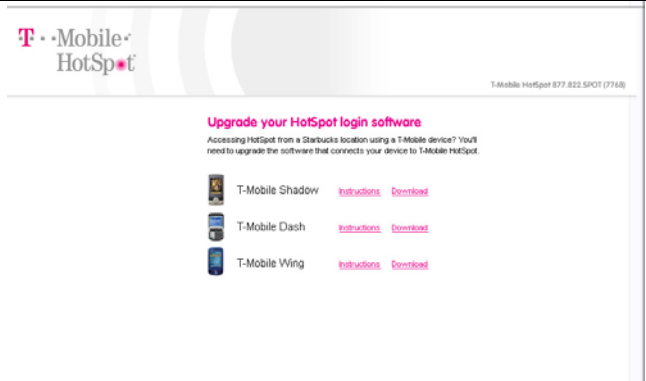 T··Mobile·
HotSpot
T-Mobile HotSpot 877.822.SPOT (7768)
Upgrade your HotSpot login software
Accessing HotSpot from a Starbucks location using a T-Mobile device? You'll
need to upgrade the software that connects your device to T-Mobile HotSpot.
T-Mobile Shadow Instructions Download
T-Mobile Dash Instructions Download
T-Mobile Wing Instructions Download